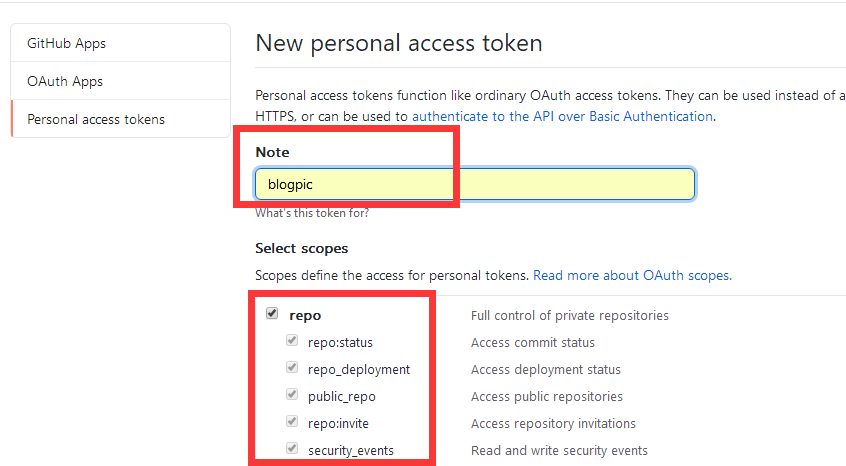 GitHub Apps
OAuth Apps
Personal access tokens
New personal access token
Personal access tokens function like ordinary OAuth access tokens. They can be used instead of a
HTTPS, or can be used to authenticate to the API over Basic Authentication.
Note
blogpic
What's this token for?
Select scopes
Scopes define the access for personal tokens. Read more about OAuth scopes.
repo Full control of private repositories
repo:status Access commit status
repo_deployment Access deployment status
public_repo Access public repositories
repo:invite Access repository invitations
security_events Read and write security events